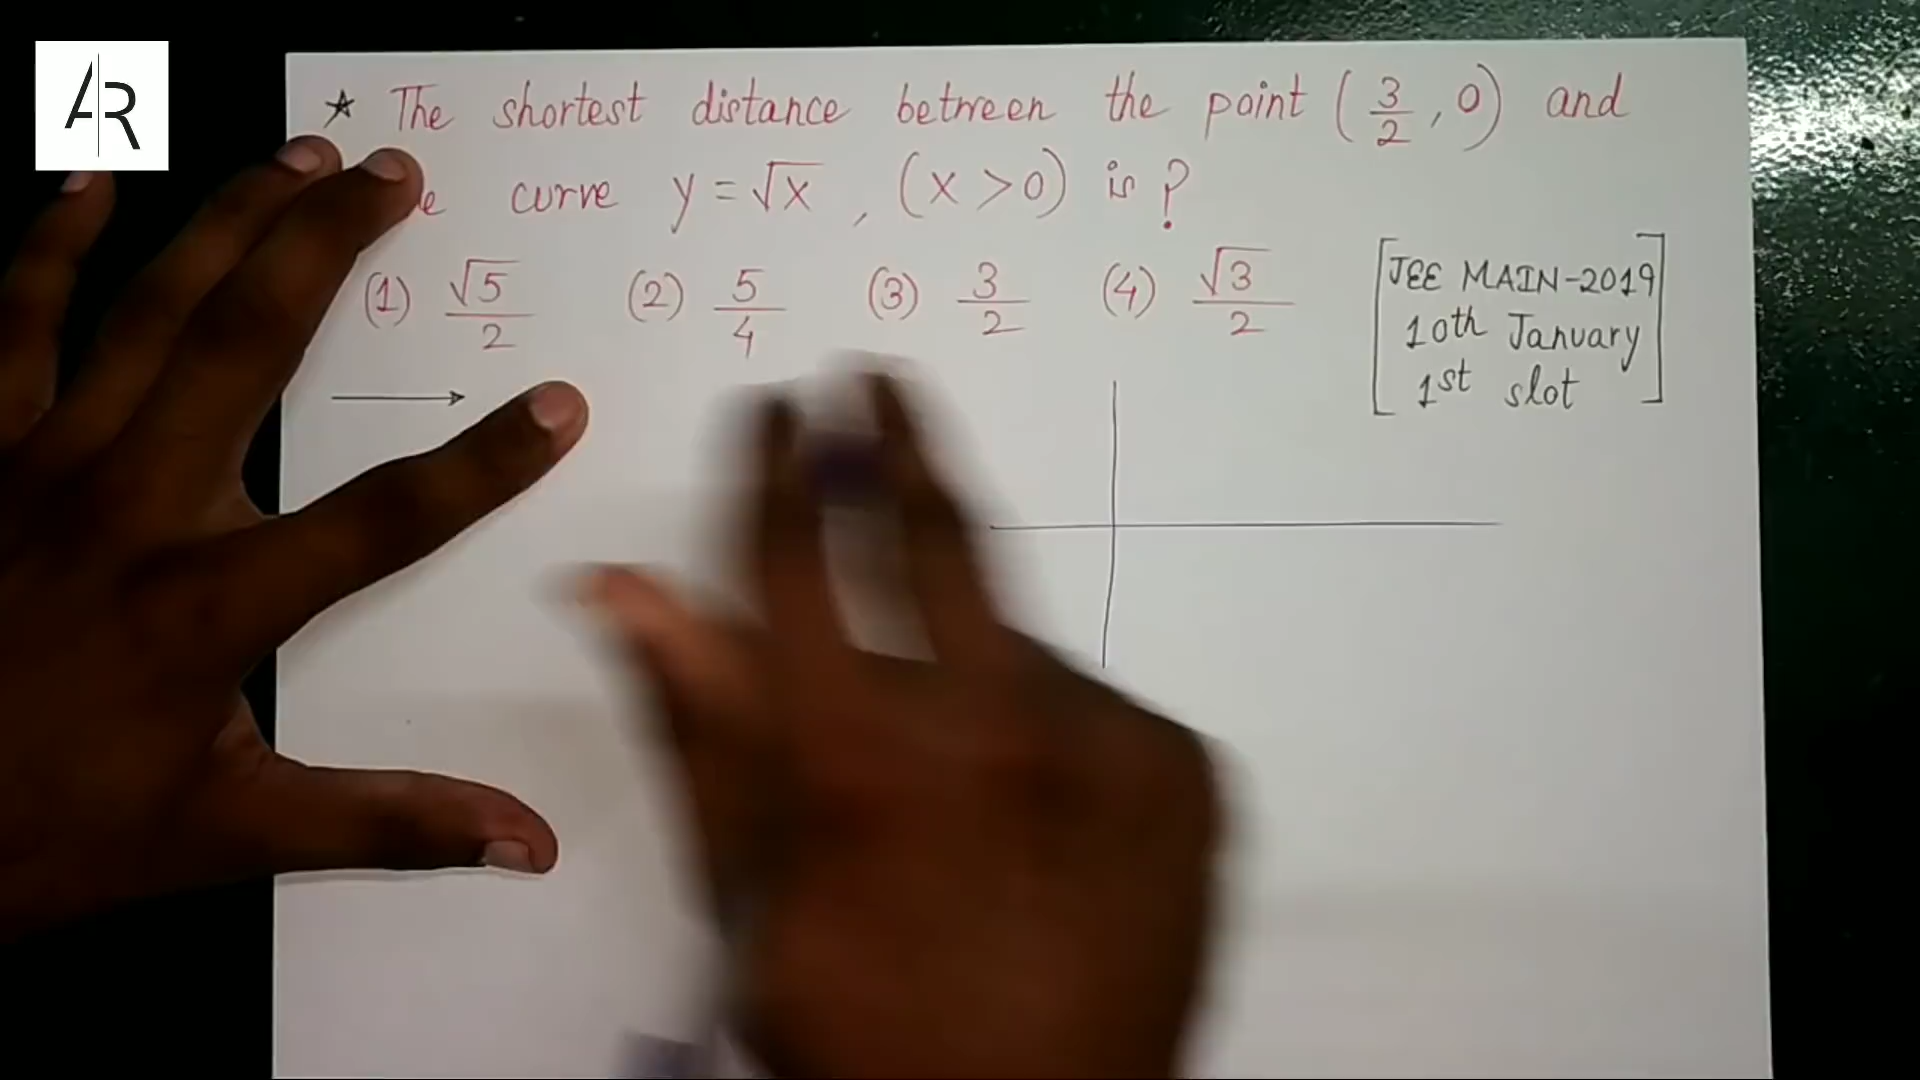 AR
☆ The shortest distance between the point (3/2, 0) and
e curve y = √x , (x > 0) is ?
(1) √5/2 (2) 5/4 (3) 3/2 (4) √3/2
[JEE MAIN-2019
10th January
1st slot]